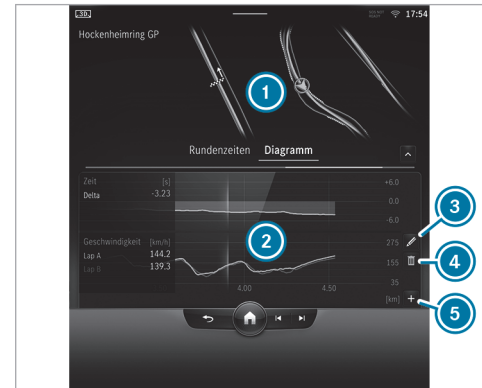 3D
17:54
Hockenheimring GP
1
Rundenzeiten Diagramm
Zeit [s]
Delta -3.23
+6.0
0.0
-6.0
2
3
Geschwindigkeit [km/h]
Lap A 144.2
Lap B 139.3
275
155
35
4
4.00 4.50 [km]
5